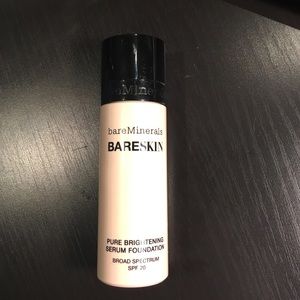 bareMinerals
BARESKIN
PURE BRIGHTENING
SERUM FOUNDATION
BROAD SPECTRUM
SPF 20